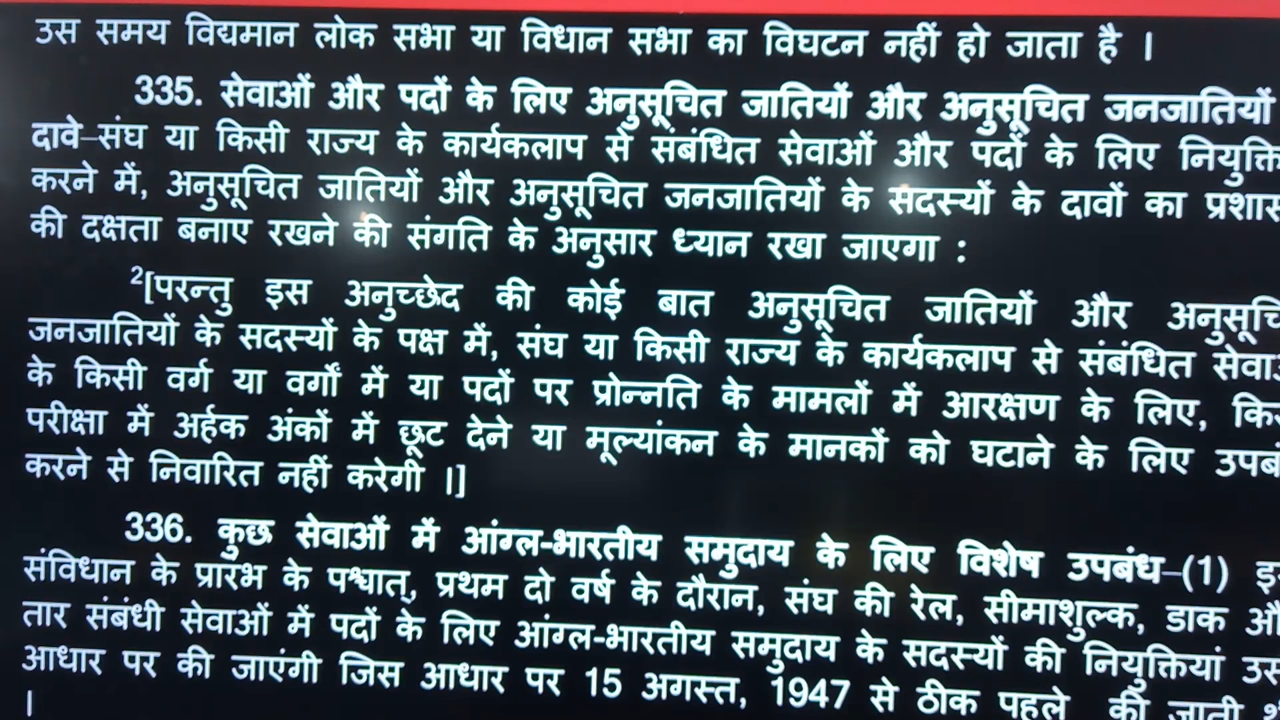 उस समय विद्यमान लोक सभा या विधान सभा का विघटन नहीं हो जाता है ।
335. सेवाओं और पदों के लिए अनुसूचित जातियों और अनुसूचित जनजातियों
दावे–संघ या किसी राज्य के कार्यकलाप से संबंधित सेवाओं और पदों के लिए
करने में, अनुसूचित जातियों और अनुसूचित जनजातियों के सदस्यों के दावों का
की दक्षता बनाए रखने की संगति के अनुसार ध्यान रखा जाएगा :
2[परन्तु इस अनुच्छेद की कोई बात अनुसूचित जातियों और
जनजातियों के सदस्यों के पक्ष में, संघ या किसी राज्य के कार्यकलाप से संबंधित
के किसी वर्ग या वर्गों में या पदों पर प्रोन्नति के मामलों में आरक्षण के लिए,
परीक्षा में अर्हक अंकों में छूट देने या मूल्यांकन के मानकों को घटाने के लिए
करने से निवारित नहीं करेगी ।]
336. कुछ सेवाओं में आंग्ल-भारतीय समुदाय के लिए विशेष उपबंध–(1)
संविधान के प्रारंभ के पश्चात्, प्रथम दो वर्ष के दौरान, संघ की रेल, सीमाशुल्क, डाक
तार संबंधी सेवाओं में पदों के लिए आंग्ल-भारतीय समुदाय के सदस्यों की नियुक्तियां
आधार पर की जाएंगी जिस आधार पर 15 अगस्त, 1947 से ठीक पहले की जाती
।